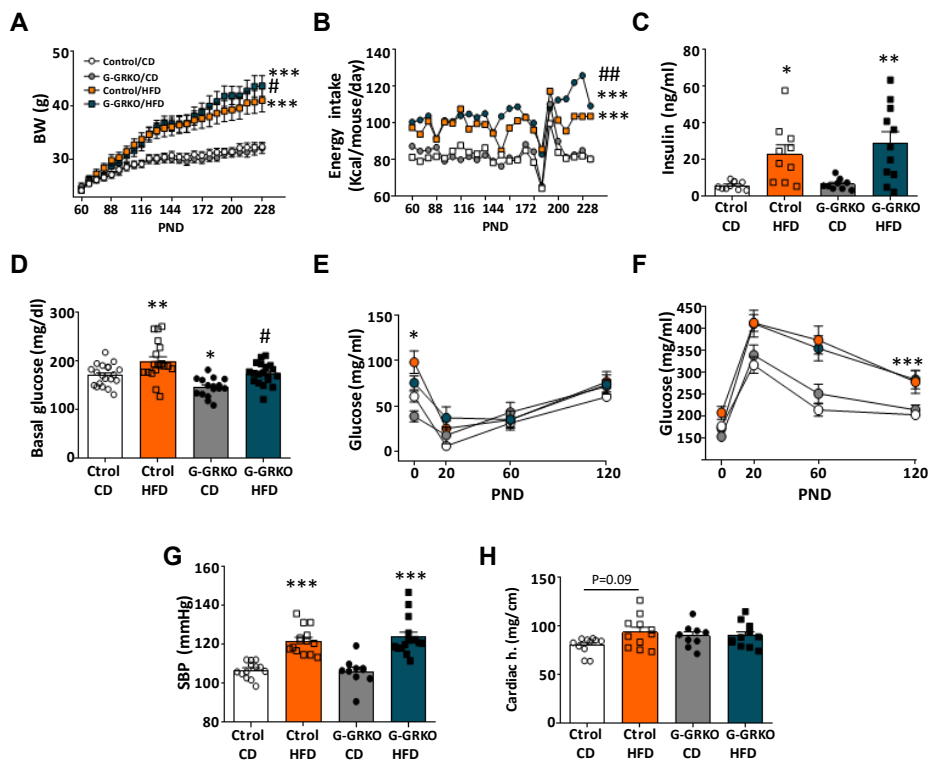 A
BW (g)
50
40
30
Control/CD
G-GRKO/CD
Control/HFD
G-GRKO/HFD
***
#
***
60 88 116 144 172 200 228
PND
B
Energy intake
(Kcal/mouse/day)
140
120
100
80
60
##
***
***
60 88 116 144 172 200 228
PND
C
Insulin (ng/ml)
80
60
40
20
0
*
**
Ctrol
CD
Ctrol
HFD
G-GRKO
CD
G-GRKO
HFD
D
Basal glucose (mg/dl)
300
200
100
0
**
*
#
Ctrol
CD
Ctrol
HFD
G-GRKO
CD
G-GRKO
HFD
E
Glucose (mg/ml)
150
100
50
0
*
0 20 60 120
PND
F
Glucose (mg/ml)
450
400
350
300
250
200
150
***
0 20 60 120
PND
G
SBP (mmHg)
160
140
120
100
80
***
***
Ctrol
CD
Ctrol
HFD
G-GRKO
CD
G-GRKO
HFD
H
Cardiac h. (mg/cm)
150
100
50
0
P=0.09
Ctrol
CD
Ctrol
HFD
G-GRKO
CD
G-GRKO
HFD